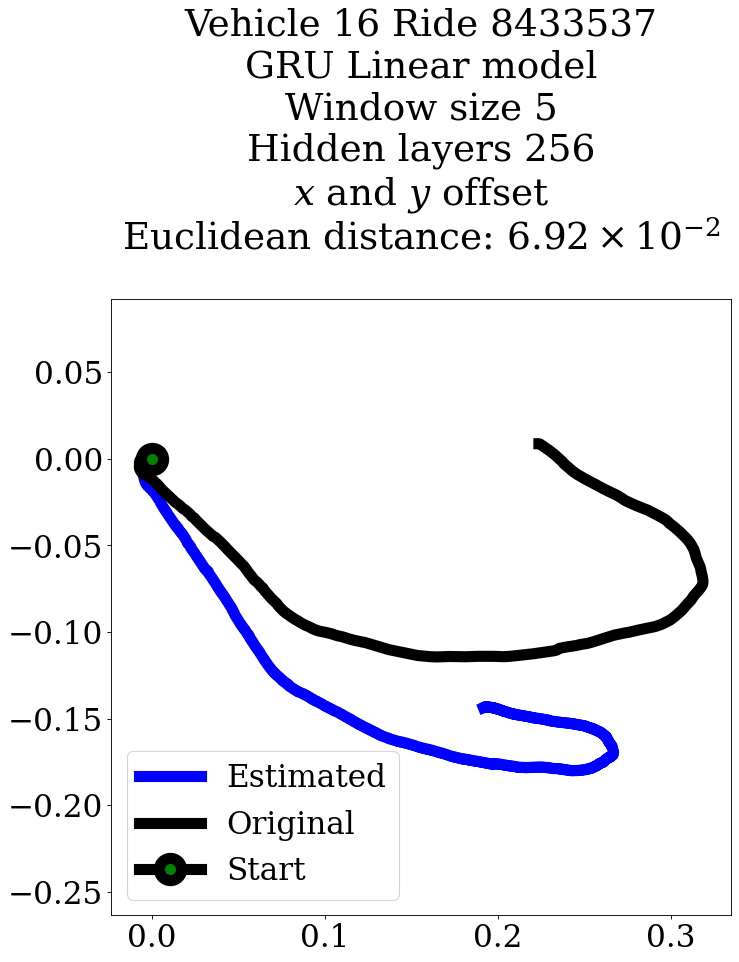 Vehicle 16 Ride 8433537
GRU Linear model
Window size 5
Hidden layers 256
x and y offset
Euclidean distance: 6.92 × 10⁻²
0.05
0.00
−0.05
−0.10
−0.15
−0.20
−0.25
Estimated
Original
Start
0.0 0.1 0.2 0.3